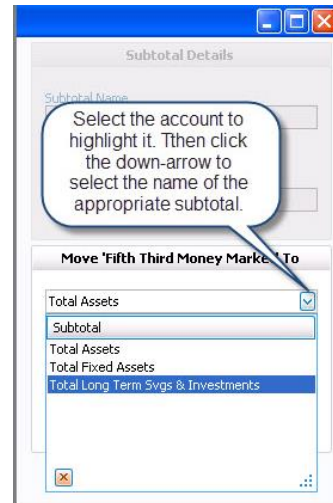 Subtotal Details
Subtotal Name
Select the account to
highlight it. Tthen click
the down-arrow to
select the name of the
appropriate subtotal.
Move 'Fifth Third Money Market' To
Total Assets
Subtotal
Total Assets
Total Fixed Assets
Total Long Term Svgs & Investments